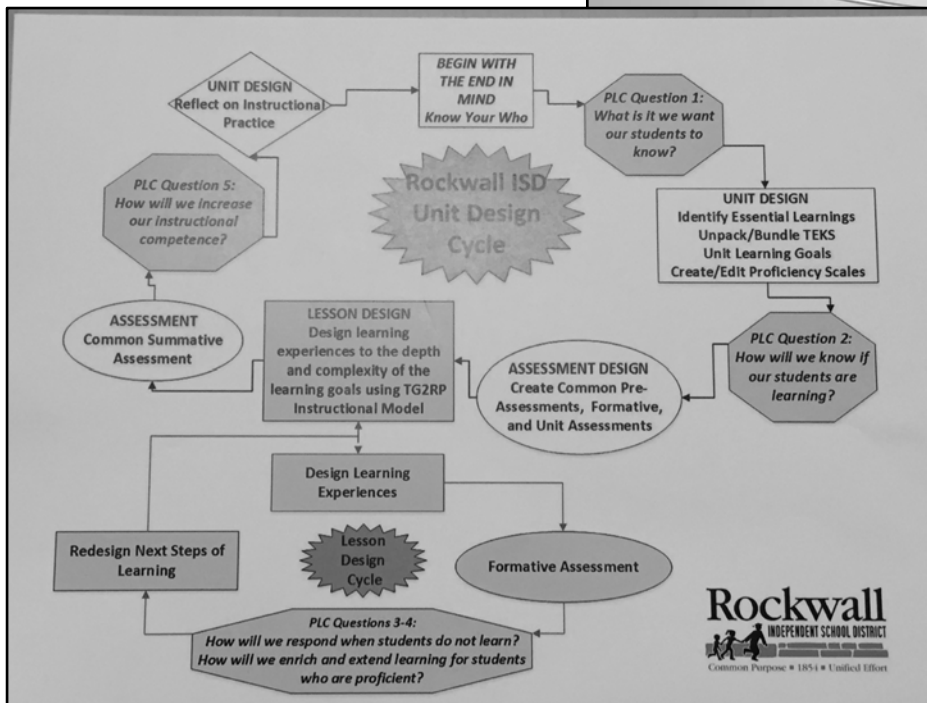 UNIT DESIGN
Reflect on Instructional
Practice
BEGIN WITH
THE END IN
MIND
Know Your Who
PLC Question 1:
What is it we want
our students to
know?
UNIT DESIGN
Identify Essential Learnings
Unpack/Bundle TEKS
Unit Learning Goals
Create/Edit Proficiency Scales
PLC Question 2:
How will we know if
our students are
learning?
ASSESSMENT DESIGN
Create Common Pre-
Assessments, Formative,
and Unit Assessments
LESSON DESIGN
Design learning
experiences to the depth
and complexity of the
learning goals using TG2RP
Instructional Model
ASSESSMENT
Common Summative
Assessment
PLC Question 5:
How will we increase
our instructional
competence?
Rockwall ISD
Unit Design
Cycle
Design Learning
Experiences
Formative Assessment
PLC Questions 3-4:
How will we respond when students do not learn?
How will we enrich and extend learning for students
who are proficient?
Redesign Next Steps of
Learning
Lesson
Design
Cycle
Rockwall
INDEPENDENT SCHOOL DISTRICT
Common Purpose ■ 1854 ■ Unified Effort